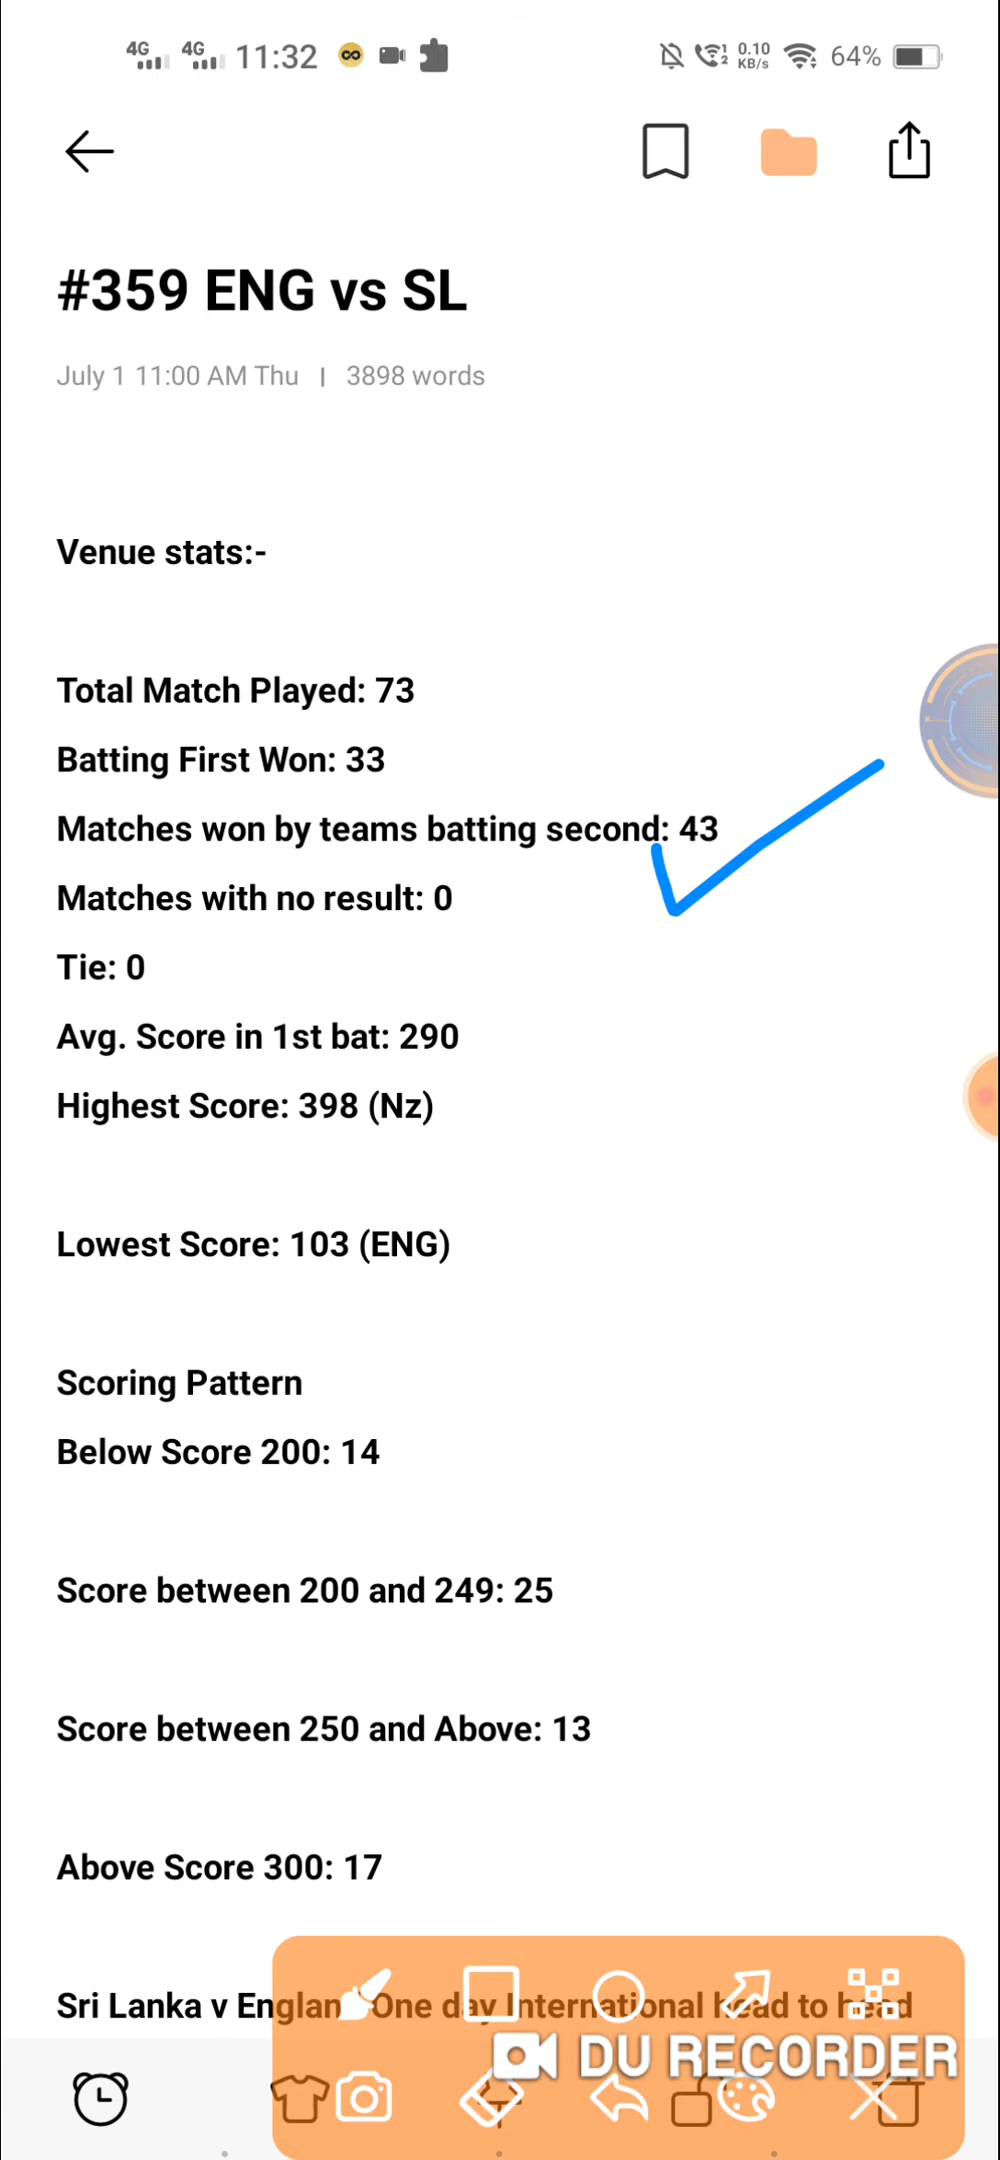 4G 4G 11:32 0.10 KB/s 64%
#359 ENG vs SL
July 1 11:00 AM Thu | 3898 words
Venue stats:-
Total Match Played: 73
Batting First Won: 33
Matches won by teams batting second: 43
Matches with no result: 0
Tie: 0
Avg. Score in 1st bat: 290
Highest Score: 398 (Nz)
Lowest Score: 103 (ENG)
Scoring Pattern
Below Score 200: 14
Score between 200 and 249: 25
Score between 250 and Above: 13
Above Score 300: 17
Sri Lanka v England One day International head to head
DU RECORDER